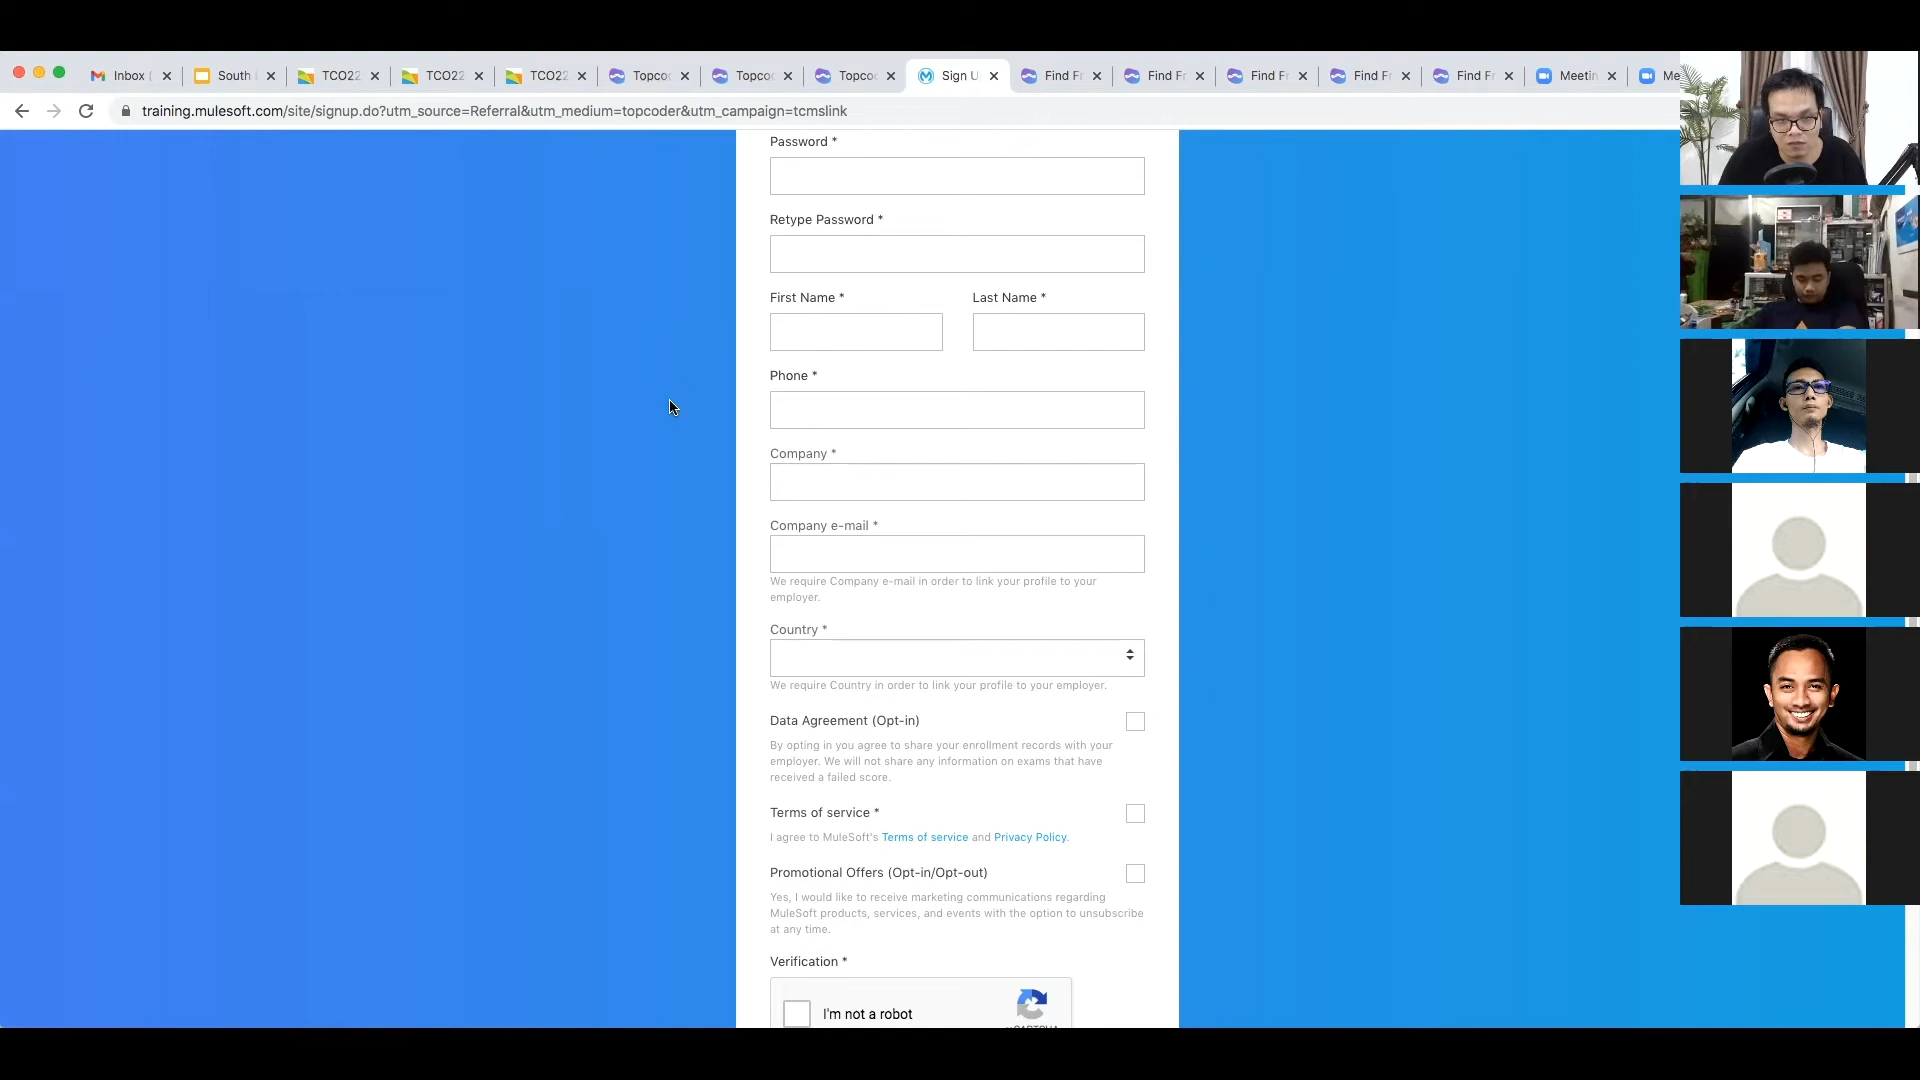 Inbox (
South
TCO22
TCO22
TCO22
Topco
Topco
Topco
Sign U
Find Fr
Find Fr
Find Fr
Find Fr
Find Fr
Meetin
Me
training.mulesoft.com/site/signup.do?utm_source=Referral&utm_medium=topcoder&utm_campaign=tcmslink
Password *
Retype Password *
First Name *
Last Name *
Phone *
Company *
Company e-mail *
We require Company e-mail in order to link your profile to your
employer.
Country *
We require Country in order to link your profile to your employer.
Data Agreement (Opt-in)
By opting in you agree to share your enrollment records with your
employer. We will not share any information on exams that have
received a failed score.
Terms of service *
I agree to MuleSoft's Terms of service and Privacy Policy.
Promotional Offers (Opt-in/Opt-out)
Yes, I would like to receive marketing communications regarding
MuleSoft products, services, and events with the option to unsubscribe
at any time.
Verification *
I'm not a robot